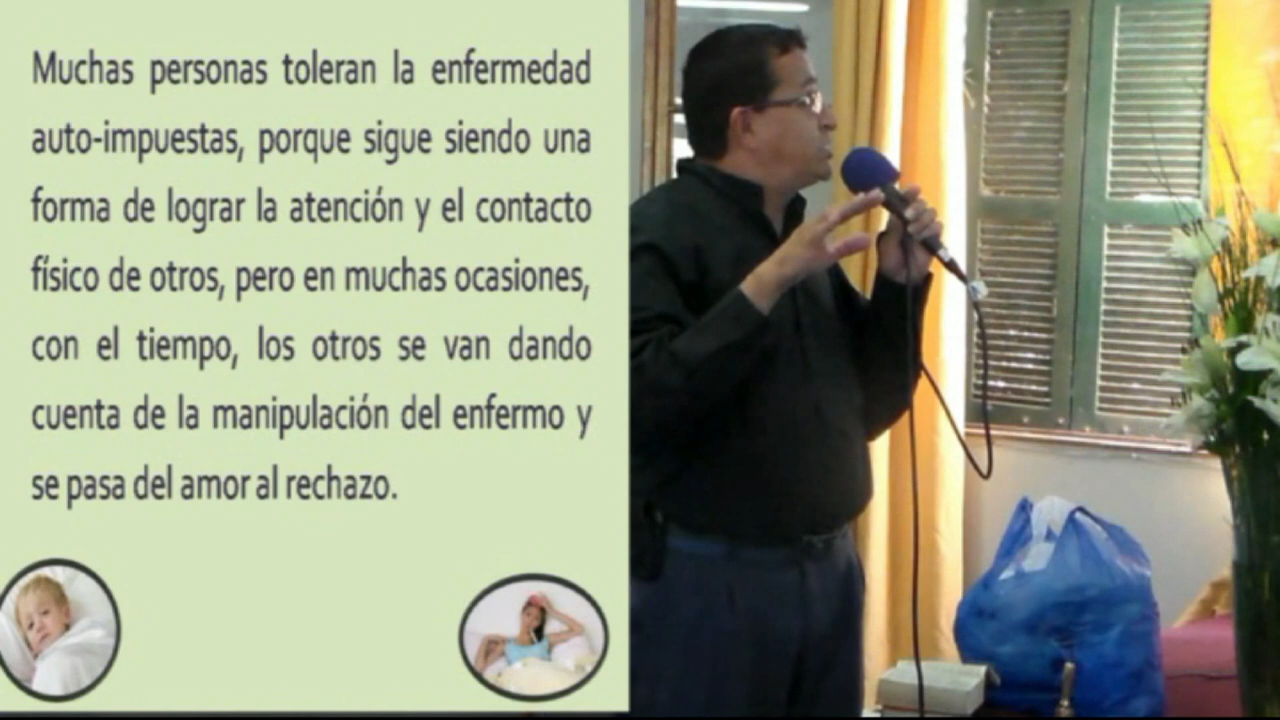 Muchas personas toleran la enfermedad
auto-impuestas, porque sigue siendo una
forma de lograr la atención y el contacto
físico de otros, pero en muchas ocasiones,
con el tiempo, los otros se van dando
cuenta de la manipulación del enfermo y
se pasa del amor al rechazo.